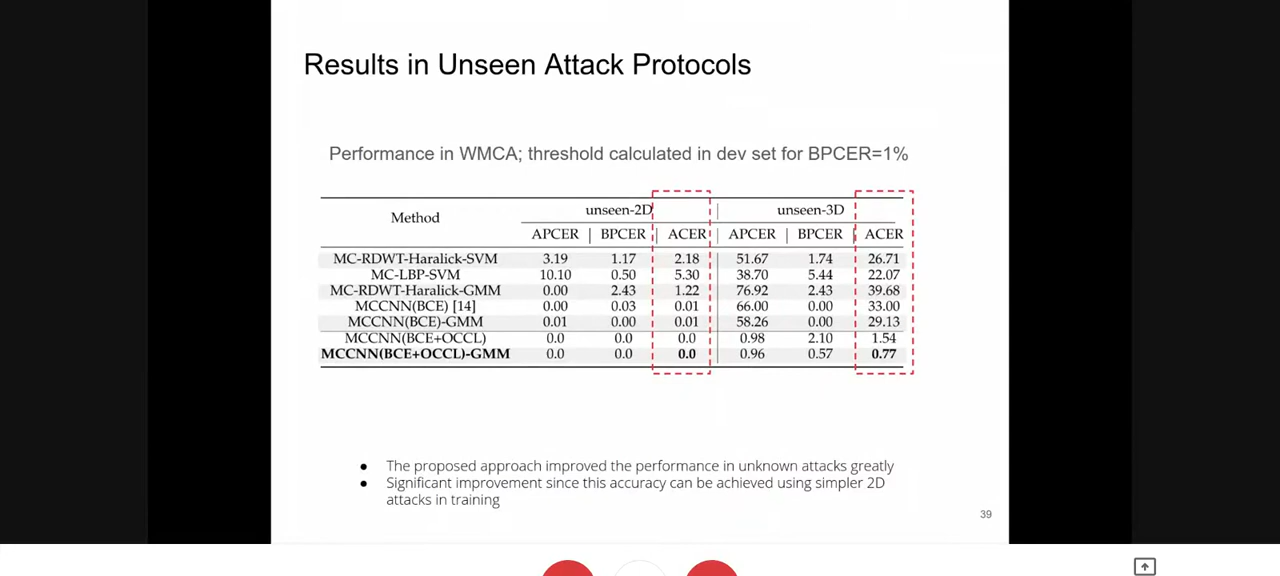 Results in Unseen Attack Protocols
Performance in WMCA; threshold calculated in dev set for BPCER=1%
Method unseen-2D unseen-3D
APCER | BPCER | ACER | APCER | BPCER | ACER
MC-RDWT-Haralick-SVM 3.19 1.17 2.18 51.67 1.74 26.71
MC-LBP-SVM 10.10 0.50 5.30 38.70 5.44 22.07
MC-RDWT-Haralick-GMM 0.00 2.43 1.22 76.92 2.43 39.68
MCCNN(BCE) [14] 0.00 0.03 0.01 66.00 0.00 33.00
MCCNN(BCE)-GMM 0.01 0.00 0.01 58.26 0.00 29.13
MCCNN(BCE+OCCL) 0.0 0.0 0.0 0.98 2.10 1.54
MCCNN(BCE+OCCL)-GMM 0.0 0.0 0.0 0.96 0.57 0.77
● The proposed approach improved the performance in unknown attacks greatly
● Significant improvement since this accuracy can be achieved using simpler 2D
attacks in training
39